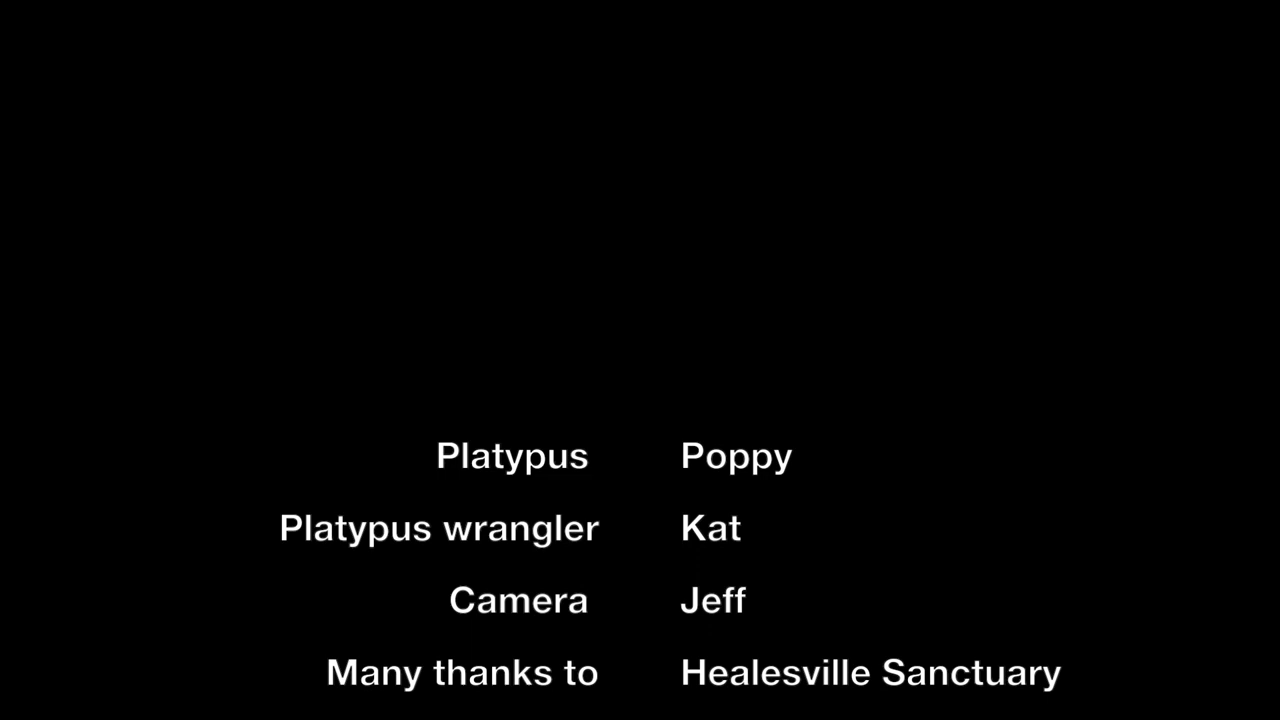 Platypus Poppy
Platypus wrangler Kat
Camera Jeff
Many thanks to Healesville Sanctuary